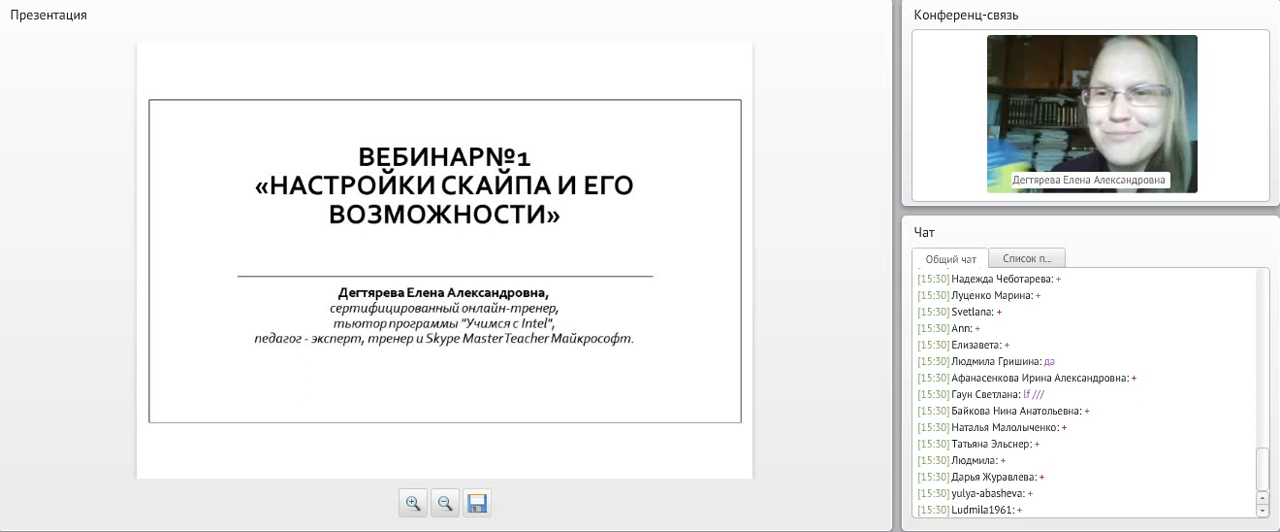 Презентация
ВЕБИНАР№1
«НАСТРОЙКИ СКАЙПА И ЕГО
ВОЗМОЖНОСТИ»
Дегтярева Елена Александровна,
сертифицированный онлайн-тренер,
тьютор программы "Учимся с Intel",
педагог - эксперт, тренер и Skype MasterTeacher Майкрософт.
Конференц-связь
Дегтярева Елена Александровна
Чат
Общий чат
Список п...
[15:30] Надежда Чеботарева: +
[15:30] Луценко Марина: +
[15:30] Svetlana: +
[15:30] Ann: +
[15:30] Елизавета: +
[15:30] Людмила Гришина: да
[15:30] Афанасенкова Ирина Александровна: +
[15:30] Гаун Светлана: lf ///
[15:30] Байкова Нина Анатольевна: +
[15:30] Наталья Малолыченко: +
[15:30] Татьяна Эльснер: +
[15:30] Людмила: +
[15:30] Дарья Журавлева: +
[15:30] yulya-abasheva: +
[15:30] Ludmila1961: +